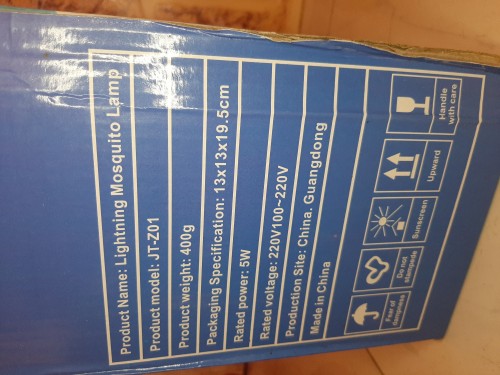 Product Name: Lightning Mosquito Lamp
Product model: JT-Z01
Product weight: 400g
Packaging Specification: 13x13x19.5cm
Rated power: 5W
Rated voltage: 220V100~220V
Production Site: China. Guangdong
Made in China
Fear of
dampness
Do not
stampede
Sunscreen
Upward
Handle
with care